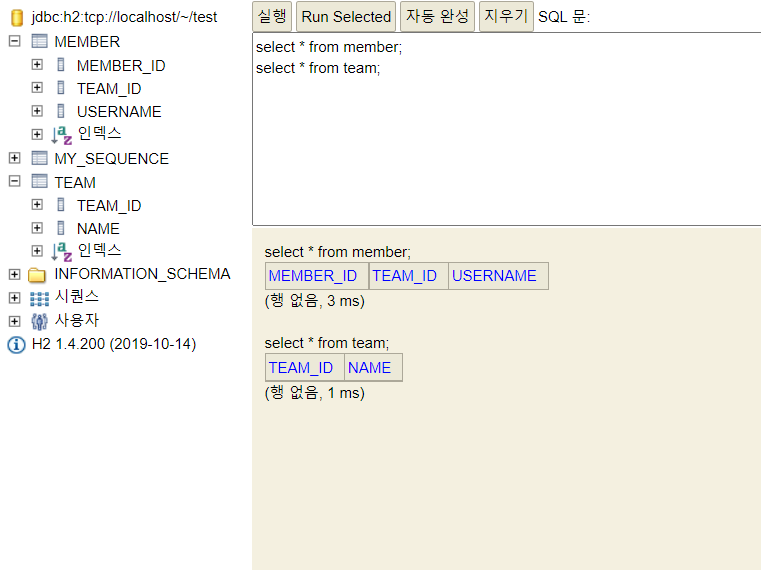 jdbc:h2:tcp://localhost/~/test
MEMBER
MEMBER_ID
TEAM_ID
USERNAME
인덱스
MY_SEQUENCE
TEAM
TEAM_ID
NAME
인덱스
INFORMATION_SCHEMA
시퀀스
사용자
H2 1.4.200 (2019-10-14)
실행 Run Selected 자동 완성 지우기 SQL 문:
select * from member;
select * from team;
select * from member;
MEMBER_ID TEAM_ID USERNAME
(행 없음, 3 ms)
select * from team;
TEAM_ID NAME
(행 없음, 1 ms)